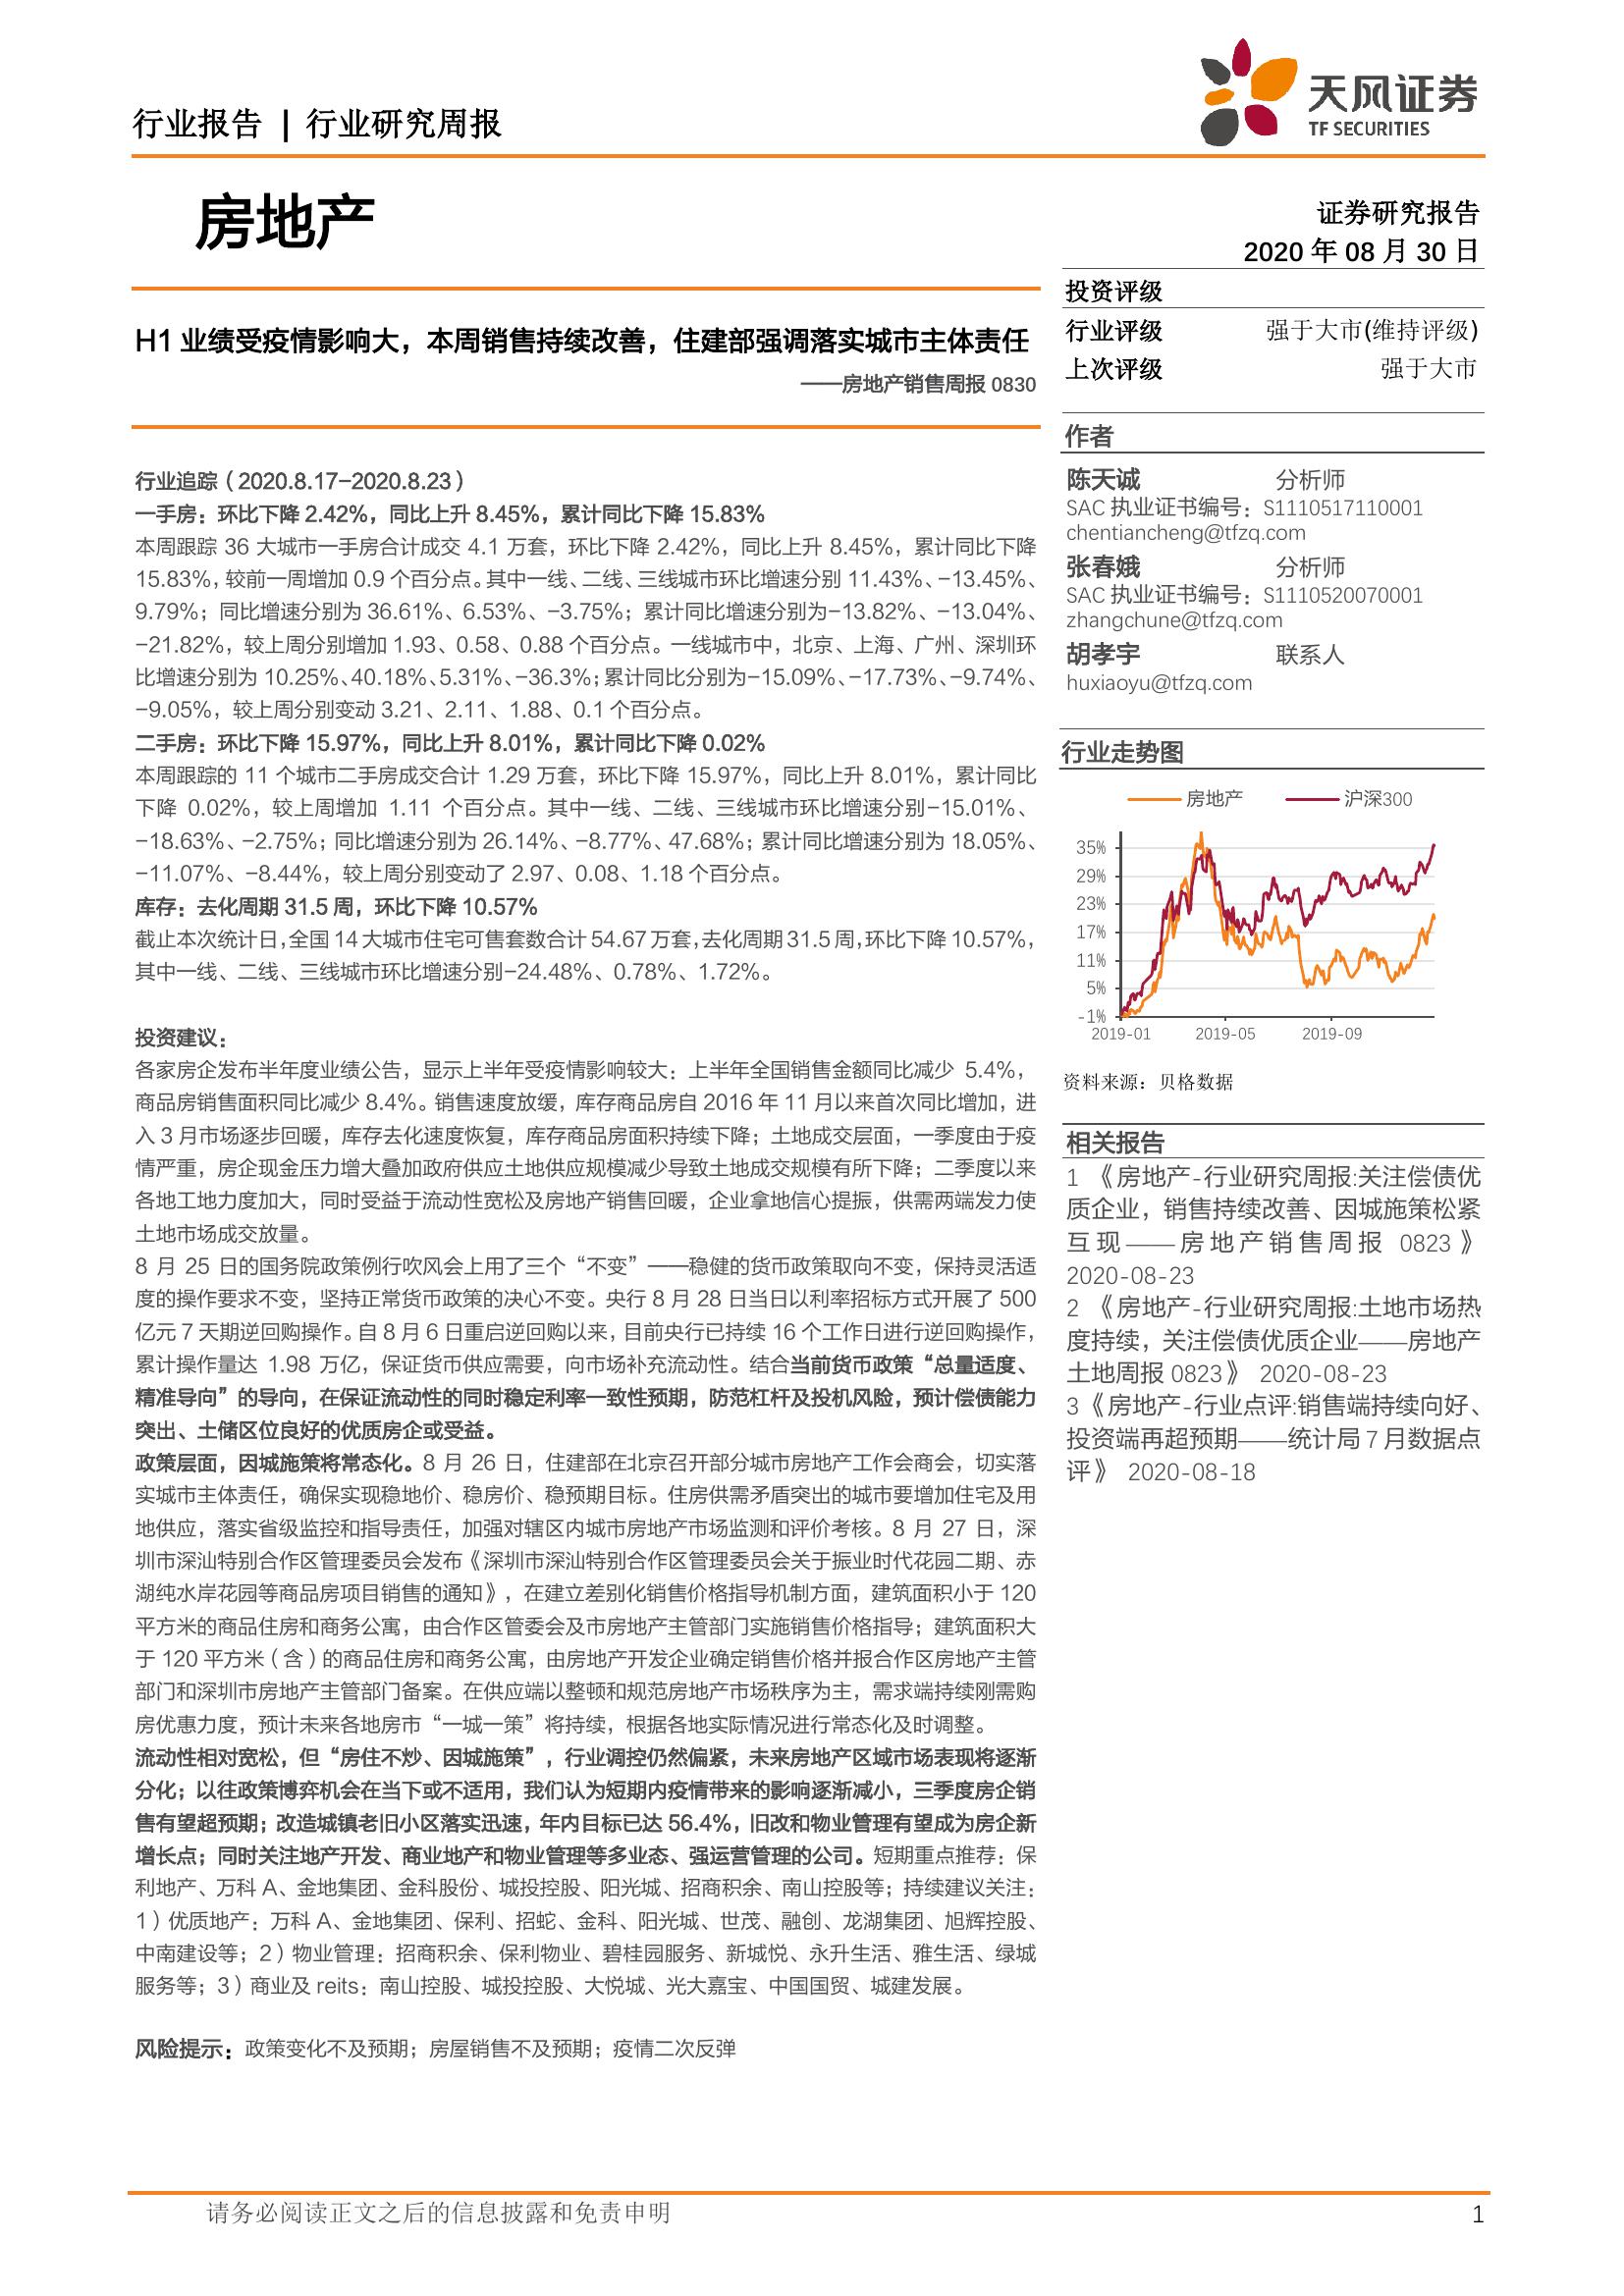 行业报告 | 行业研究周报
天风证券
TF SECURITIES
房地产
证券研究报告
2020 年 08 月 30 日
H1 业绩受疫情影响大，本周销售持续改善，住建部强调落实城市主体责任
——房地产销售周报 0830
行业追踪（2020.8.17-2020.8.23）
一手房：环比下降 2.42%，同比上升 8.45%，累计同比下降 15.83%
本周跟踪 36 大城市一手房合计成交 4.1 万套，环比下降 2.42%，同比上升 8.45%，累计同比下降
15.83%，较前一周增加 0.9 个百分点。其中一线、二线、三线城市环比增速分别 11.43%、-13.45%、
9.79%；同比增速分别为 36.61%、6.53%、-3.75%；累计同比增速分别为-13.82%、-13.04%、
-21.82%，较上周分别增加 1.93、0.58、0.88 个百分点。一线城市中，北京、上海、广州、深圳环
比增速分别为 10.25%、40.18%、5.31%、-36.3%；累计同比分别为-15.09%、-17.73%、-9.74%、
-9.05%，较上周分别变动 3.21、2.11、1.88、0.1 个百分点。
二手房：环比下降 15.97%，同比上升 8.01%，累计同比下降 0.02%
本周跟踪的 11 个城市二手房成交合计 1.29 万套，环比下降 15.97%，同比上升 8.01%，累计同比
下降 0.02%，较上周增加 1.11 个百分点。其中一线、二线、三线城市环比增速分别-15.01%、
-18.63%、-2.75%；同比增速分别为 26.14%、-8.77%、47.68%；累计同比增速分别为 18.05%、
-11.07%、-8.44%，较上周分别变动了 2.97、0.08、1.18 个百分点。
库存：去化周期 31.5 周，环比下降 10.57%
截止本次统计日，全国 14 大城市住宅可售套数合计 54.67 万套，去化周期 31.5 周，环比下降 10.57%，
其中一线、二线、三线城市环比增速分别-24.48%、0.78%、1.72%。
投资建议：
各家房企发布半年度业绩公告，显示上半年受疫情影响较大：上半年全国销售金额同比减少 5.4%，
商品房销售面积同比减少 8.4%。销售速度放缓，库存商品房自 2016 年 11 月以来首次同比增加，进
入 3 月市场逐步回暖，库存去化速度恢复，库存商品房面积持续下降；土地成交层面，一季度由于疫
情严重，房企现金压力增大叠加政府供应土地供应规模减少导致土地成交规模有所下降；二季度以来
各地工地力度加大，同时受益于流动性宽松及房地产销售回暖，企业拿地信心提振，供需两端发力使
土地市场成交放量。
8 月 25 日的国务院政策例行吹风会上用了三个“不变”——稳健的货币政策取向不变，保持灵活适
度的操作要求不变，坚持正常货币政策的决心不变。央行 8 月 28 日当日以利率招标方式开展了 500
亿元 7 天期逆回购操作。自 8 月 6 日重启逆回购以来，目前央行已持续 16 个工作日进行逆回购操作，
累计操作量达 1.98 万亿，保证货币供应需要，向市场补充流动性。结合当前货币政策“总量适度、
精准导向”的导向，在保证流动性的同时稳定利率一致性预期，防范杠杆及投机风险，预计偿债能力
突出、土储区位良好的优质房企或受益。
政策层面，因城施策将常态化。8 月 26 日，住建部在北京召开部分城市房地产工作会商会，切实落
实城市主体责任，确保实现稳地价、稳房价、稳预期目标。住房供需矛盾突出的城市要增加住宅及用
地供应，落实省级监控和指导责任，加强对辖区内城市房地产市场监测和评价考核。8 月 27 日，深
圳市深汕特别合作区管理委员会发布《深圳市深汕特别合作区管理委员会关于振业时代花园二期、赤
湖纯水岸花园等商品房项目销售的通知》，在建立差别化销售价格指导机制方面，建筑面积小于 120
平方米的商品住房和商务公寓，由合作区管委会及市房地产主管部门实施销售价格指导；建筑面积大
于 120 平方米（含）的商品住房和商务公寓，由房地产开发企业确定销售价格并报合作区房地产主管
部门和深圳市房地产主管部门备案。在供应端以整顿和规范房地产市场秩序为主，需求端持续刚需购
房优惠力度，预计未来各地房市“一城一策”将持续，根据各地实际情况进行常态化及时调整。
流动性相对宽松，但“房住不炒、因城施策”，行业调控仍然偏紧，未来房地产区域市场表现将逐渐
分化；以往政策博弈机会在当下或不适用，我们认为短期内疫情带来的影响逐渐减小，三季度房企销
售有望超预期；改造城镇老旧小区落实迅速，年内目标已达 56.4%，旧改和物业管理有望成为房企新
增长点；同时关注地产开发、商业地产和物业管理等多业态、强运营管理的公司。短期重点推荐：保
利地产、万科 A、金地集团、金科股份、城投控股、阳光城、招商积余、南山控股等；持续建议关注：
1）优质地产：万科 A、金地集团、保利、招蛇、金科、阳光城、世茂、融创、龙湖集团、旭辉控股、
中南建设等；2）物业管理：招商积余、保利物业、碧桂园服务、新城悦、永升生活、雅生活、绿城
服务等；3）商业及 reits：南山控股、城投控股、大悦城、光大嘉宝、中国国贸、城建发展。
风险提示：政策变化不及预期；房屋销售不及预期；疫情二次反弹
投资评级
行业评级 强于大市(维持评级)
上次评级 强于大市
作者
陈天诚 分析师
SAC 执业证书编号：S1110517110001
chentiancheng@tfzq.com
张春娥 分析师
SAC 执业证书编号：S1110520070001
zhangchune@tfzq.com
胡孝宇 联系人
huxiaoyu@tfzq.com
行业走势图
房地产 沪深300
35%
29%
23%
17%
11%
5%
-1%
2019-01 2019-05 2019-09
资料来源：贝格数据
相关报告
1 《房地产-行业研究周报:关注偿债优
质企业，销售持续改善、因城施策松紧
互现——房地产销售周报 0823》
2020-08-23
2 《房地产-行业研究周报:土地市场热
度持续，关注偿债优质企业——房地产
土地周报 0823》 2020-08-23
3 《房地产-行业点评:销售端持续向好、
投资端再超预期——统计局 7 月数据点
评》 2020-08-18
请务必阅读正文之后的信息披露和免责申明
1